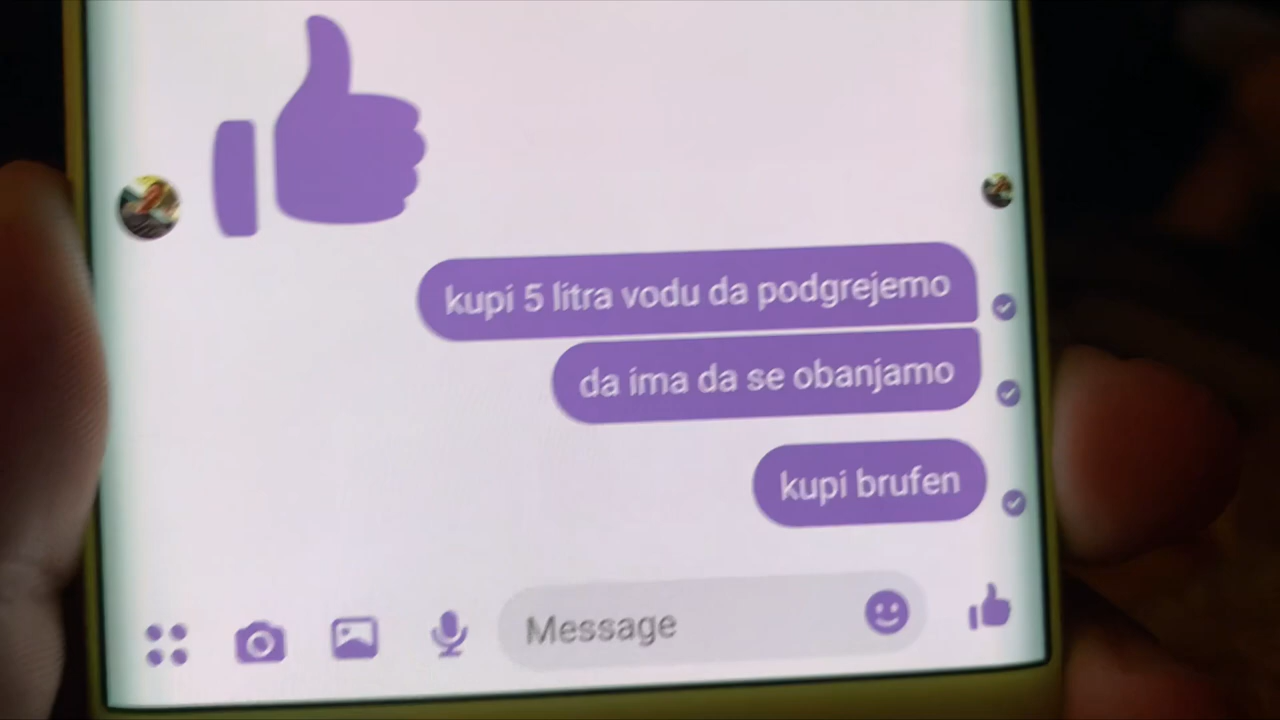 kupi 5 litra vodu da podgrejemo
da ima da se obanjamo
kupi brufen
Message